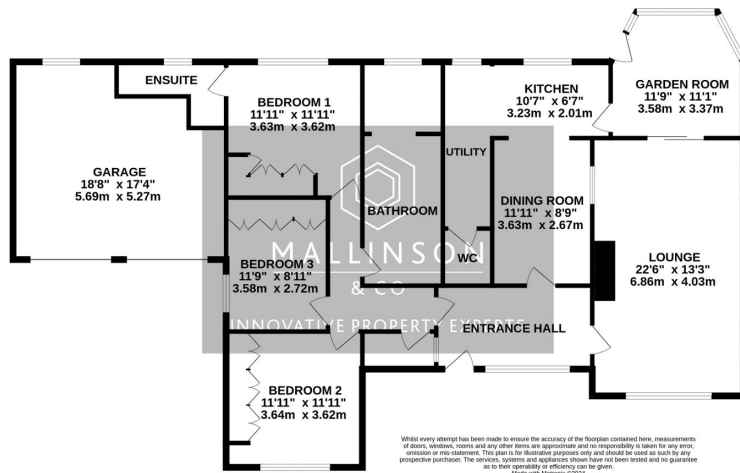 ENSUITE
BEDROOM 1
11'11" x 11'11"
3.63m x 3.62m
KITCHEN
10'7" x 6'7"
3.23m x 2.01m
GARDEN ROOM
11'9" x 11'1"
3.58m x 3.37m
GARAGE
18'8" x 17'4"
5.69m x 5.27m
UTILITY
BATHROOM
DINING ROOM
11'11" x 8'9"
3.63m x 2.67m
LOUNGE
22'6" x 13'3"
6.86m x 4.03m
MALLINSON
& CO
INNOVATIVE PROPERTY EXPERTS
WC
BEDROOM 3
11'9" x 8'11"
3.58m x 2.72m
ENTRANCE HALL
BEDROOM 2
11'11" x 11'11"
3.64m x 3.62m
Whilst every attempt has been made to ensure the accuracy of the floorplan contained here, measurements
of doors, windows, rooms and any other items are approximate and no responsibility is taken for any error,
omission or mis-statement. This plan is for illustrative purposes only and should be used as such by any
prospective purchaser. The services, systems and appliances shown have not been tested and no guarantee
as to their operability or efficiency can be given.
Made with Metropix ©2024